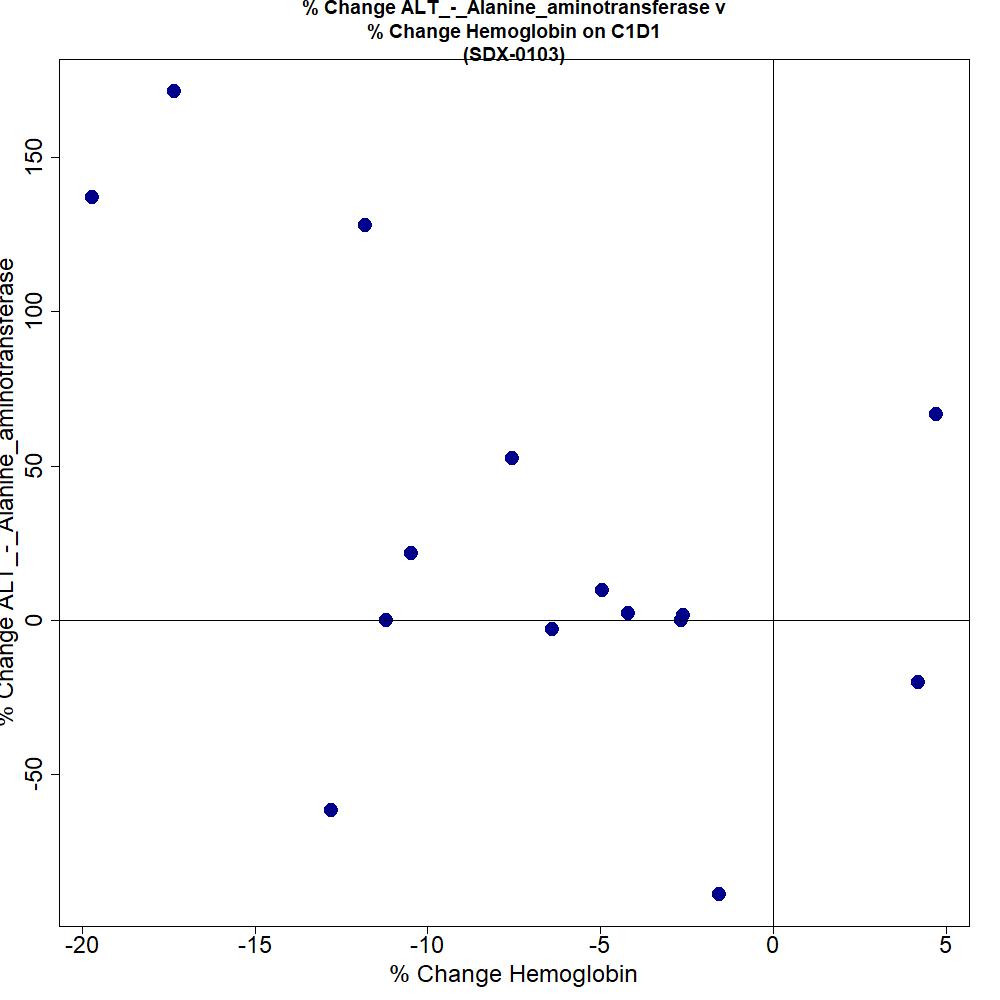 % Change ALT_-_Alanine_aminotransferase v
% Change Hemoglobin on C1D1
(SDX-0103)
% Change ALT_-_Alanine_aminotransferase
150
100
50
0
-50
-20 -15 -10 -5 0 5
% Change Hemoglobin